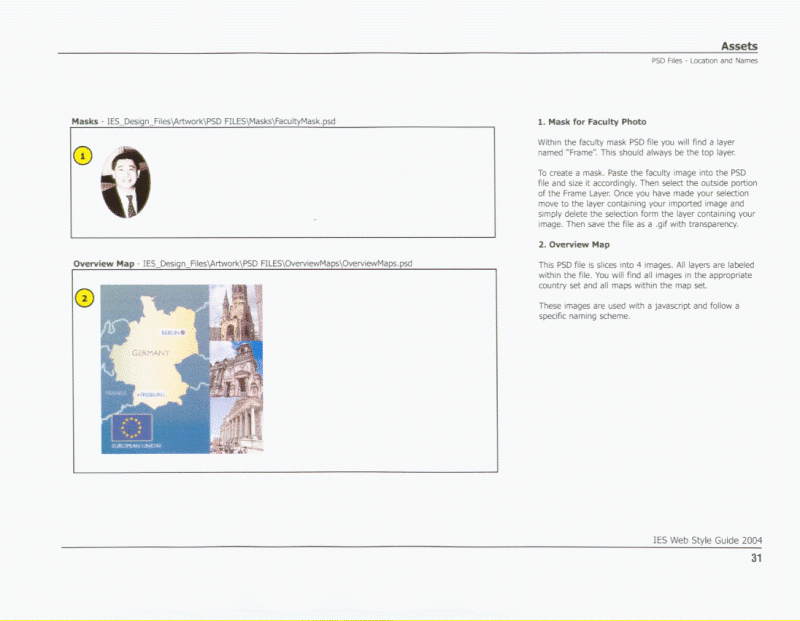 Assets
PSD Files - Location and Names
Masks - IES_Design_Files\Artwork\PSD FILES\Masks\FacultyMask.psd
1
1. Mask for Faculty Photo
Within the faculty mask PSD file you will find a layer
named "Frame". This should always be the top layer.
To create a mask. Paste the faculty image into the PSD
file and size it accordingly. Then select the outside portion
of the Frame Layer. Once you have made your selection
move to the layer containing your imported image and
simply delete the selection form the layer containing your
image. Then save the file as a .gif with transparency.
2. Overview Map
This PSD file is slices into 4 images. All layers are labeled
within the file. You will find all images in the appropriate
country set and all maps within the map set.
These images are used with a javascript and follow a
specific naming scheme.
Overview Map - IES_Design_Files\Artwork\PSD FILES\OverviewMaps\OverviewMaps.psd
2
BERLIN
GERMANY
FRANCE
FREIBURG
EUROPEAN UNION
IES Web Style Guide 2004
31